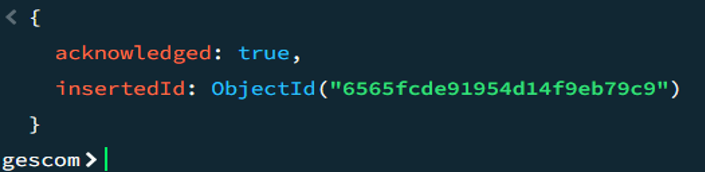 < {
acknowledged: true,
insertedId: ObjectId("6565fcde91954d14f9eb79c9")
}
gescom>